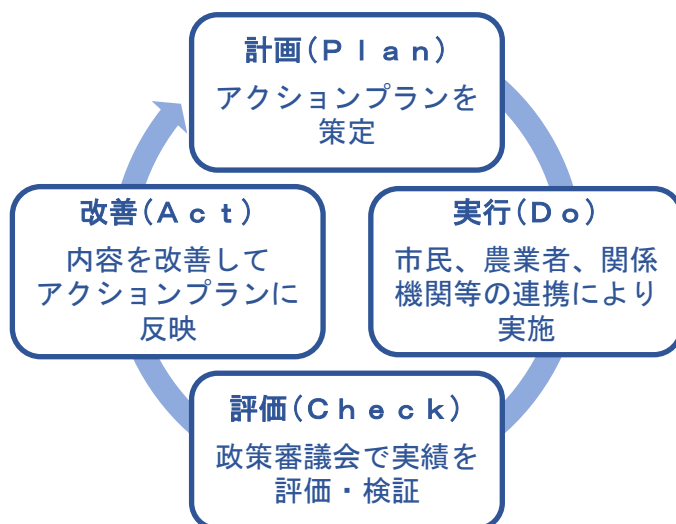 計画(Ｐｌａｎ)
アクションプランを
策定
実行(Ｄｏ)
市民、農業者、関係
機関等の連携により
実施
評価(Ｃｈｅｃｋ)
政策審議会で実績を
評価・検証
改善(Ａｃｔ)
内容を改善して
アクションプランに
反映